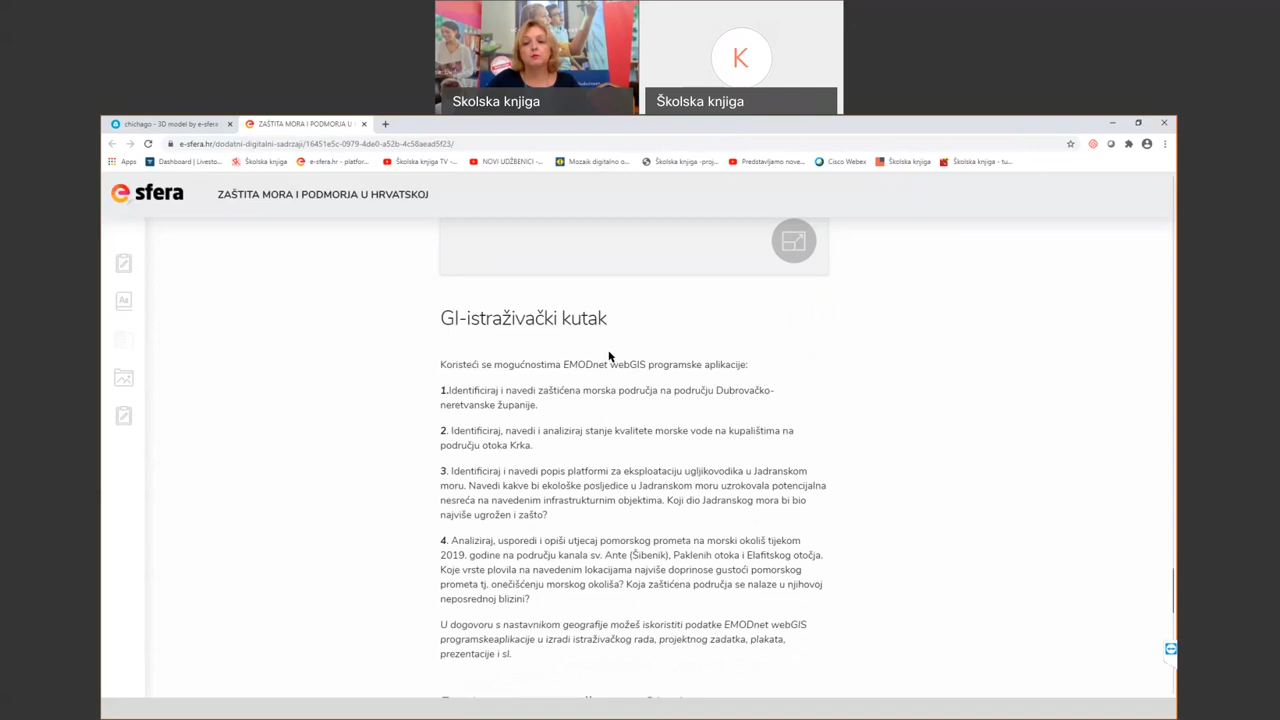 Skolska knjiga
K
Školska knjiga
chichago - 3D model by e-sfera
ZAŠTITA MORA I PODMORJA U
e-sfera.hr/dodatni-digitalni-sadrzaji/16451e5c-0979-4de0-a52b-4c58aead5f23/
Apps
Dashboard | Livesto...
Školska knjiga
e-sfera.hr - platfor...
Školska knjiga TV -...
NOVI UDŽBENICI -...
Mozaik digitalno o...
Školska knjiga -proj...
Predstavljamo nove...
Cisco Webex
Školska knjiga
Školska knjiga - tu...
e sfera
ZAŠTITA MORA I PODMORJA U HRVATSKOJ
GI-istraživački kutak
Koristeći se mogućnostima EMODnet webGIS programske aplikacije:
1.Identificiraj i navedi zaštićena morska područja na području Dubrovačko-
neretvanske županije.
2. Identificiraj, navedi i analiziraj stanje kvalitete morske vode na kupalištima na
području otoka Krka.
3. Identificiraj i navedi popis platformi za eksploataciju ugljikovodika u Jadranskom
moru. Navedi kakve bi ekološke posljedice u Jadranskom moru uzrokovala potencijalna
nesreća na navedenim infrastrukturnim objektima. Koji dio Jadranskog mora bi bio
najviše ugrožen i zašto?
4. Analiziraj, usporedi i opiši utjecaj pomorskog prometa na morski okoliš tijekom
2019. godine na području kanala sv. Ante (Šibenik), Paklenih otoka i Elafitskog otočja.
Koje vrste plovila na navedenim lokacijama najviše doprinose gustoći pomorskog
prometa tj. onečišćenju morskog okoliša? Koja zaštićena područja se nalaze u njihovoj
neposrednoj blizini?
U dogovoru s nastavnikom geografije možeš iskoristiti podatke EMODnet webGIS
programskeaplikacije u izradi istraživačkog rada, projektnog zadatka, plakata,
prezentacije i sl.